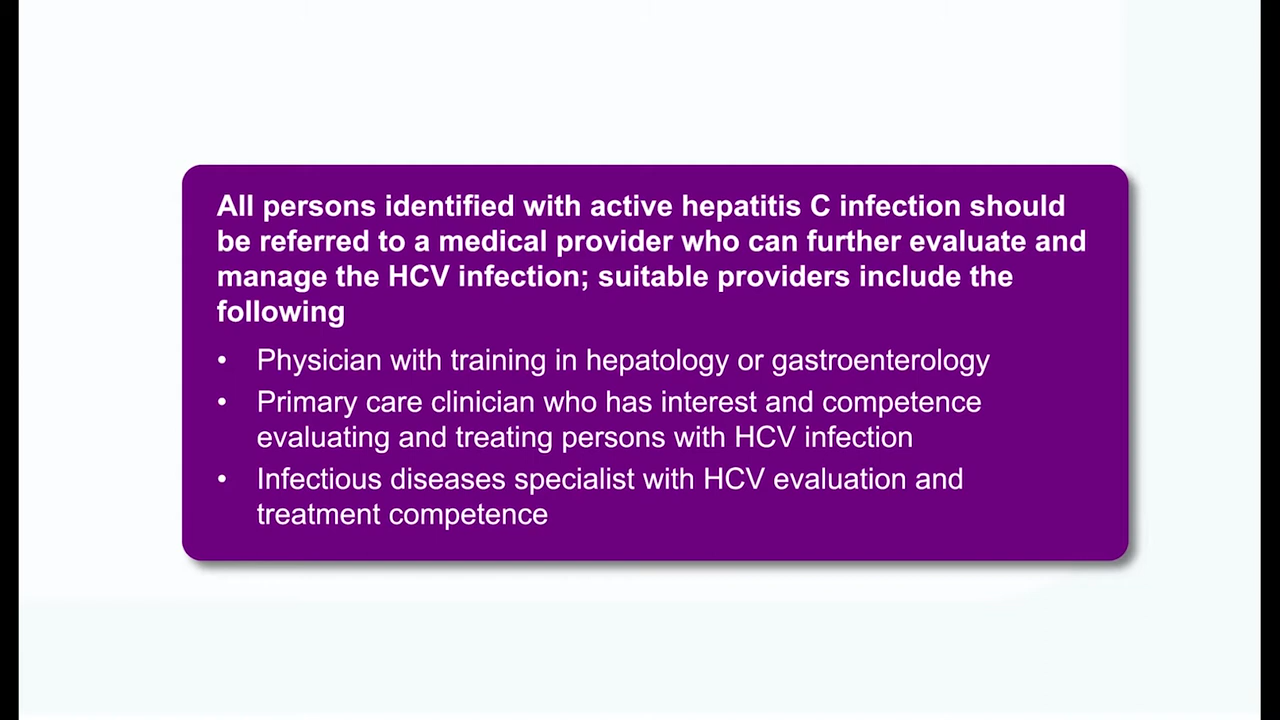 All persons identified with active hepatitis C infection should
be referred to a medical provider who can further evaluate and
manage the HCV infection; suitable providers include the
following
• Physician with training in hepatology or gastroenterology
• Primary care clinician who has interest and competence
evaluating and treating persons with HCV infection
• Infectious diseases specialist with HCV evaluation and
treatment competence